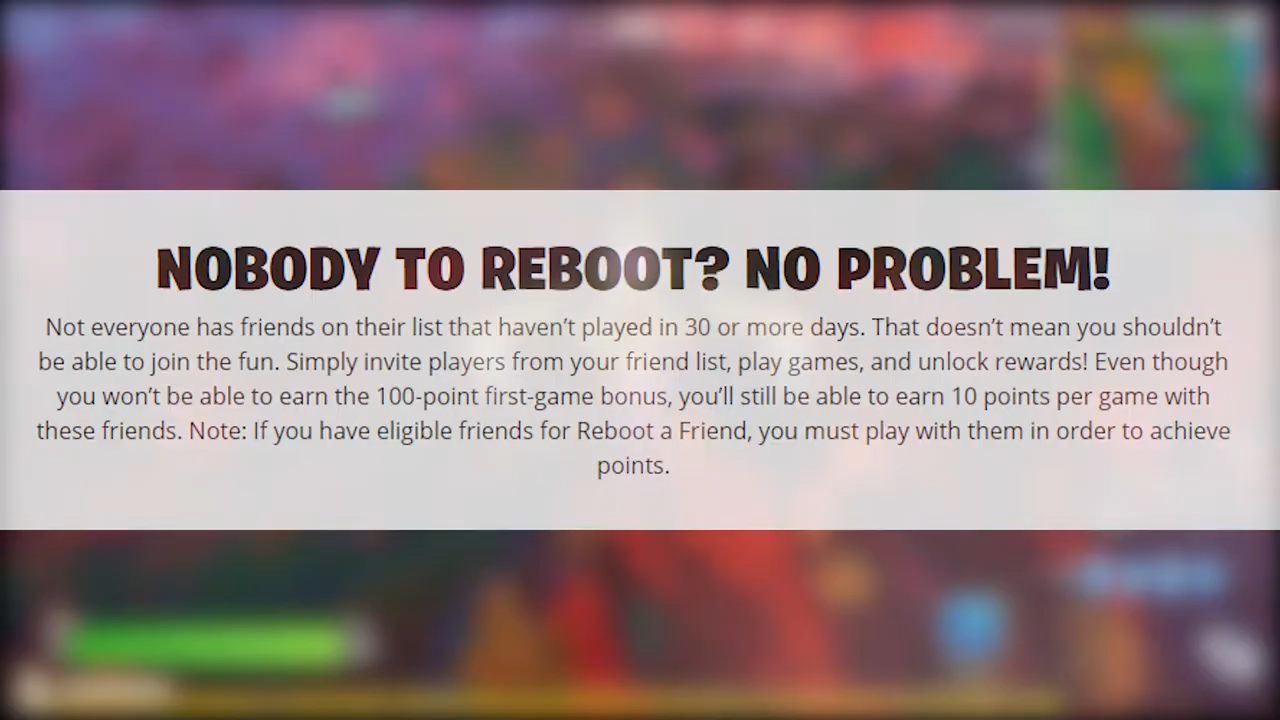 NOBODY TO REBOOT? NO PROBLEM!
Not everyone has friends on their list that haven’t played in 30 or more days. That doesn’t mean you shouldn’t
be able to join the fun. Simply invite players from your friend list, play games, and unlock rewards! Even though
you won’t be able to earn the 100-point first-game bonus, you’ll still be able to earn 10 points per game with
these friends. Note: If you have eligible friends for Reboot a Friend, you must play with them in order to achieve
points.